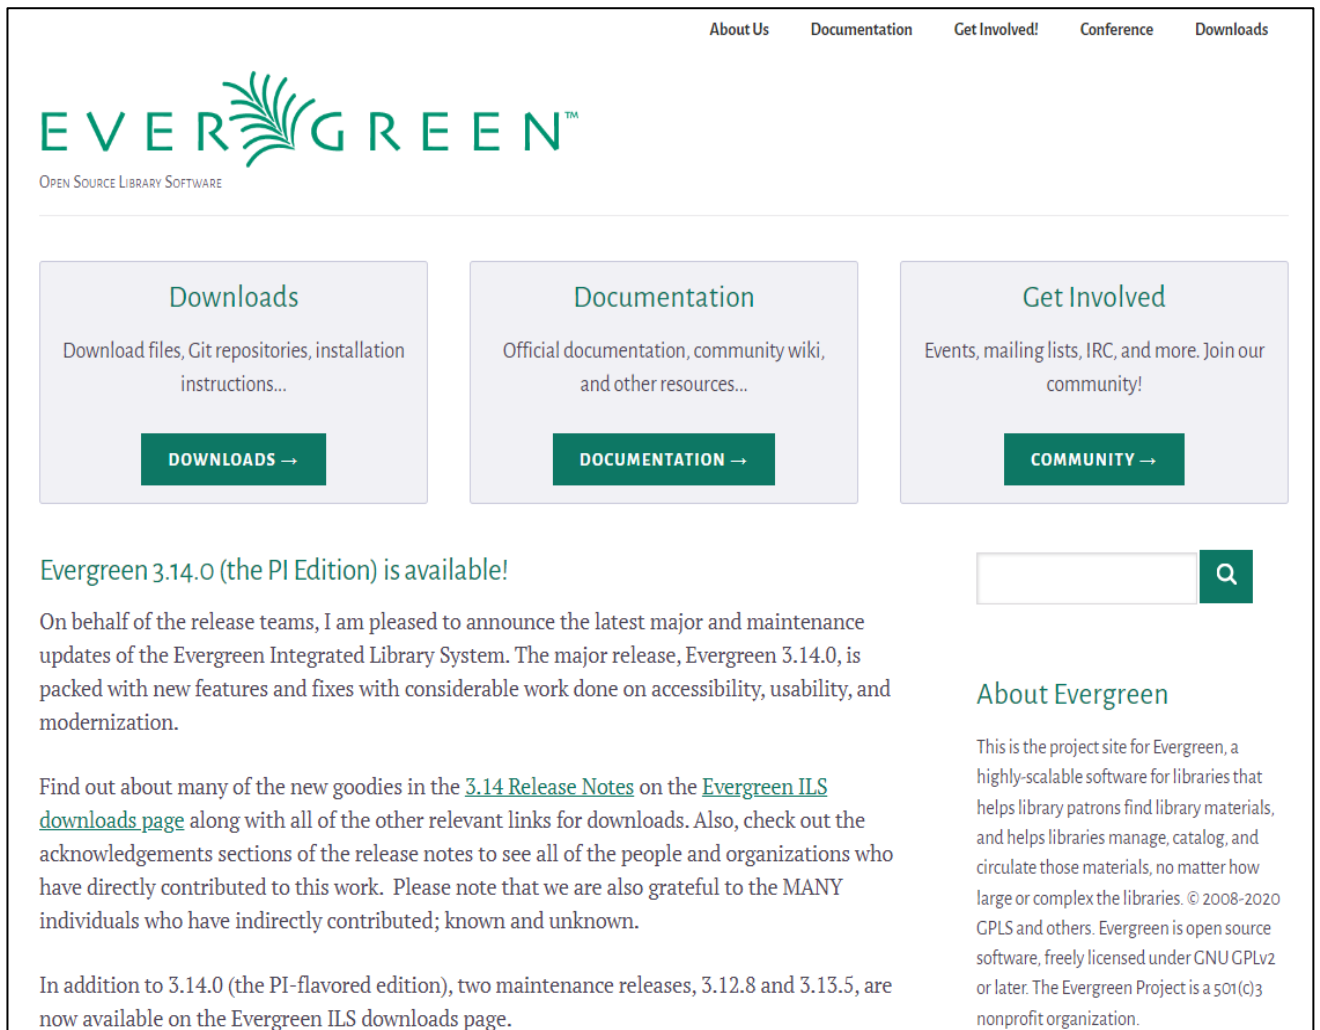 About Us Documentation Get Involved! Conference Downloads
EVERGREEN™
Open Source Library Software
Downloads
Download files, Git repositories, installation
instructions...
DOWNLOADS →
Documentation
Official documentation, community wiki,
and other resources...
DOCUMENTATION →
Get Involved
Events, mailing lists, IRC, and more. Join our
community!
COMMUNITY →
Evergreen 3.14.0 (the PI Edition) is available!
On behalf of the release teams, I am pleased to announce the latest major and maintenance
updates of the Evergreen Integrated Library System. The major release, Evergreen 3.14.0, is
packed with new features and fixes with considerable work done on accessibility, usability, and
modernization.
Find out about many of the new goodies in the 3.14 Release Notes on the Evergreen ILS
downloads page along with all of the other relevant links for downloads. Also, check out the
acknowledgements sections of the release notes to see all of the people and organizations who
have directly contributed to this work.  Please note that we are also grateful to the MANY
individuals who have indirectly contributed; known and unknown.
In addition to 3.14.0 (the PI-flavored edition), two maintenance releases, 3.12.8 and 3.13.5, are
now available on the Evergreen ILS downloads page.
About Evergreen
This is the project site for Evergreen, a
highly-scalable software for libraries that
helps library patrons find library materials,
and helps libraries manage, catalog, and
circulate those materials, no matter how
large or complex the libraries. © 2008-2020
GPLS and others. Evergreen is open source
software, freely licensed under GNU GPLv2
or later. The Evergreen Project is a 501(c)3
nonprofit organization.